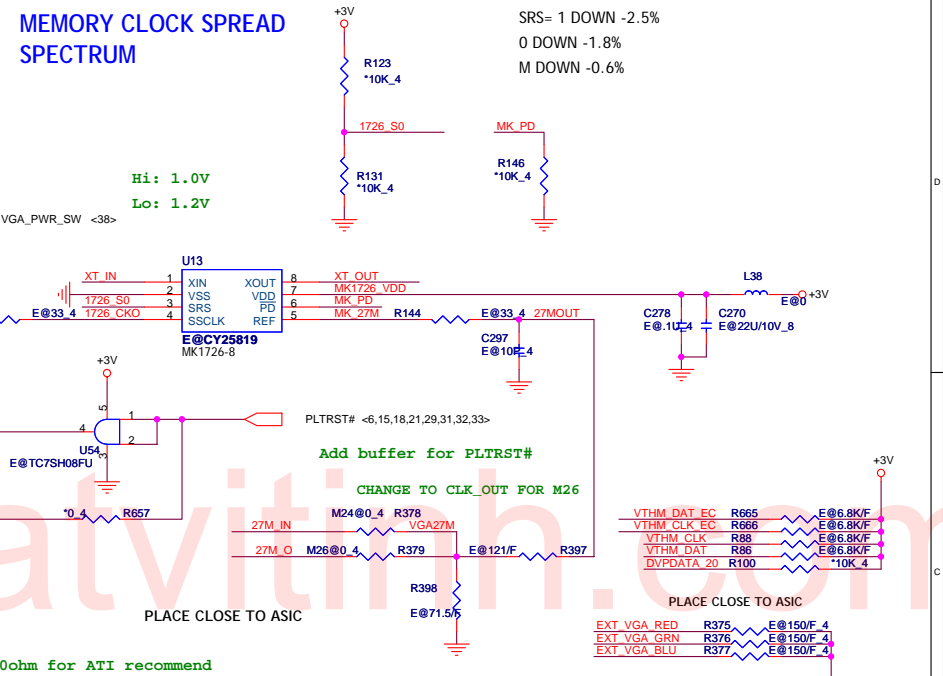 MEMORY CLOCK SPREAD
SPECTRUM
+3V
SRS= 1 DOWN -2.5%
0 DOWN -1.8%
M DOWN -0.6%
R123
*10K_4
1726_S0
MK_PD
R131
*10K_4
R146
*10K_4
Hi: 1.0V
Lo: 1.2V
VGA_PWR_SW <38>
D
U13
XT_IN 1 XIN XOUT 8 XT_OUT
2 VSS VDD 7 MK1726_VDD
1726_S0 3 SRS PD 6 MK_PD
E@33_4 1726_CKO 4 SSCLK REF 5 MK_27M R144 E@33_4 27MOUT
E@CY25819
MK1726-8
L38
E@0
+3V
C278
E@.1U_4
C270
E@22U/10V_8
C297
E@10P_4
+3V
5
1
2
4
3
U54
E@TC7SH08FU
PLTRST# <6,15,18,21,29,31,32,33>
Add buffer for PLTRST#
CHANGE TO CLK_OUT FOR M26
*0_4 R657
27M_IN M24@0_4 R378 VGA27M
27M_O M26@0_4 R379 E@121/F R397
R398
E@71.5/F
PLACE CLOSE TO ASIC
+3V
VTHM_DAT_EC R665 E@6.8K/F
VTHM_CLK_EC R666 E@6.8K/F
VTHM_CLK R88 E@6.8K/F
VTHM_DAT R86 E@6.8K/F
DVPDATA_20 R100 *10K_4
C
PLACE CLOSE TO ASIC
EXT_VGA_RED R375 E@150/F_4
EXT_VGA_GRN R376 E@150/F_4
EXT_VGA_BLU R377 E@150/F_4
0ohm for ATI recommend
atvitinh.com